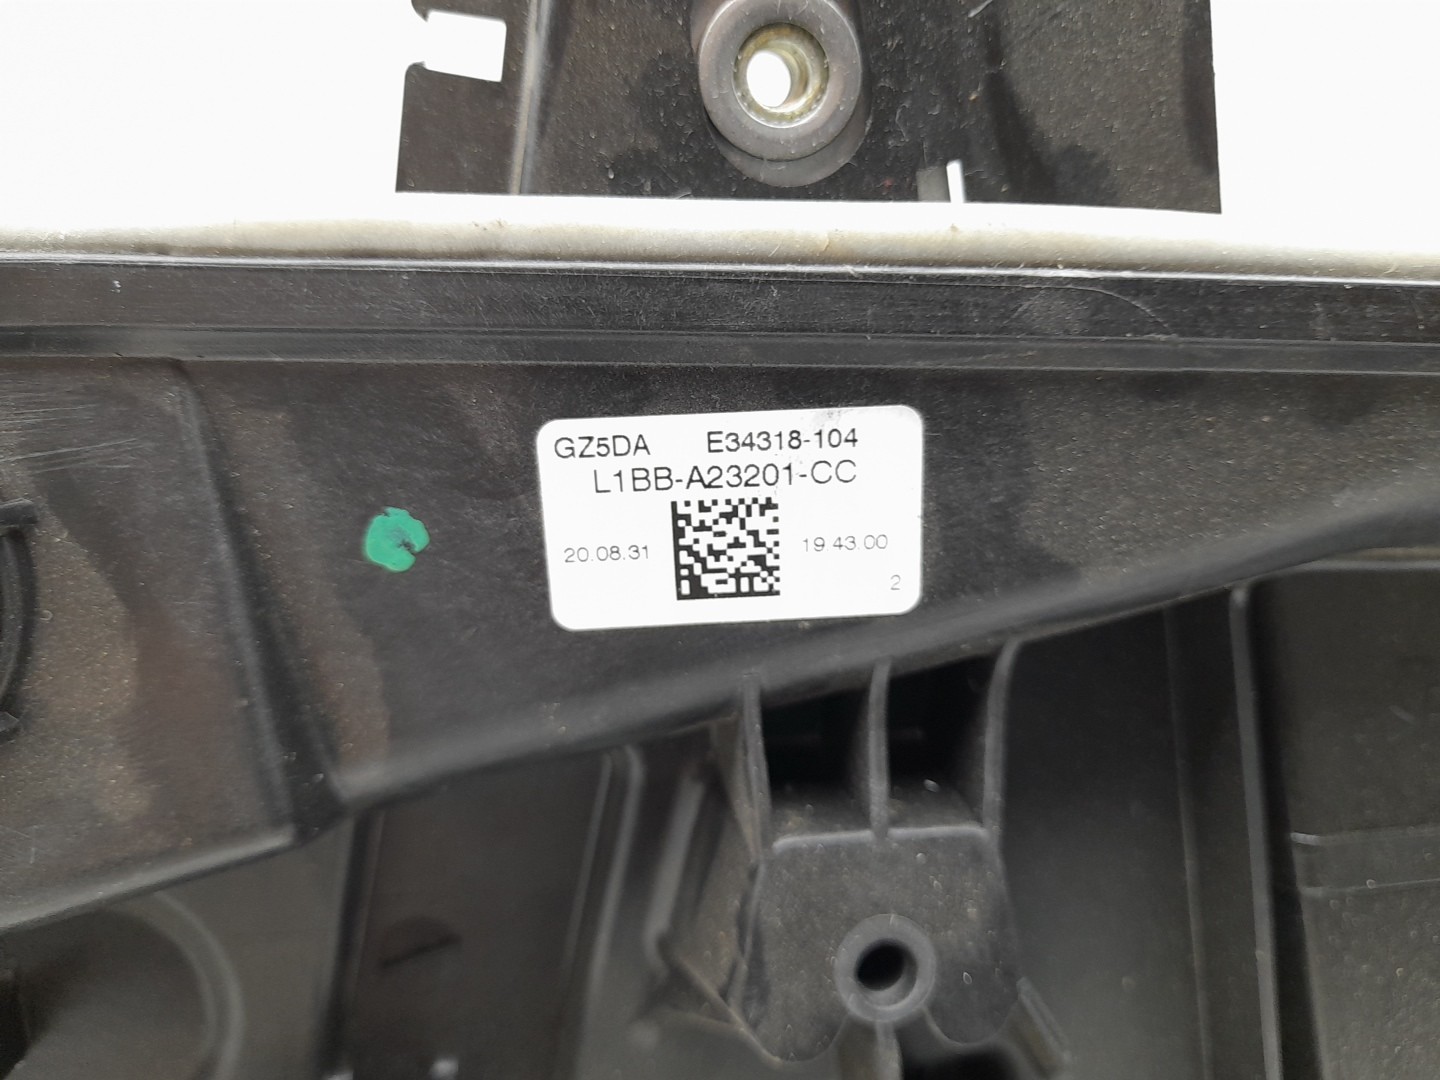 GZ5DA E34318-104
L1BB-A23201-CC
20.08.31 19.43.00
2